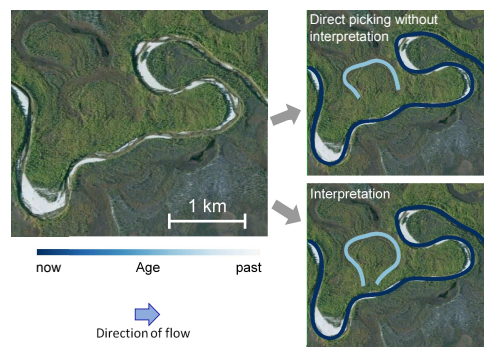 Direct picking without
interpretation
1 km
Interpretation
now Age past
Direction of flow